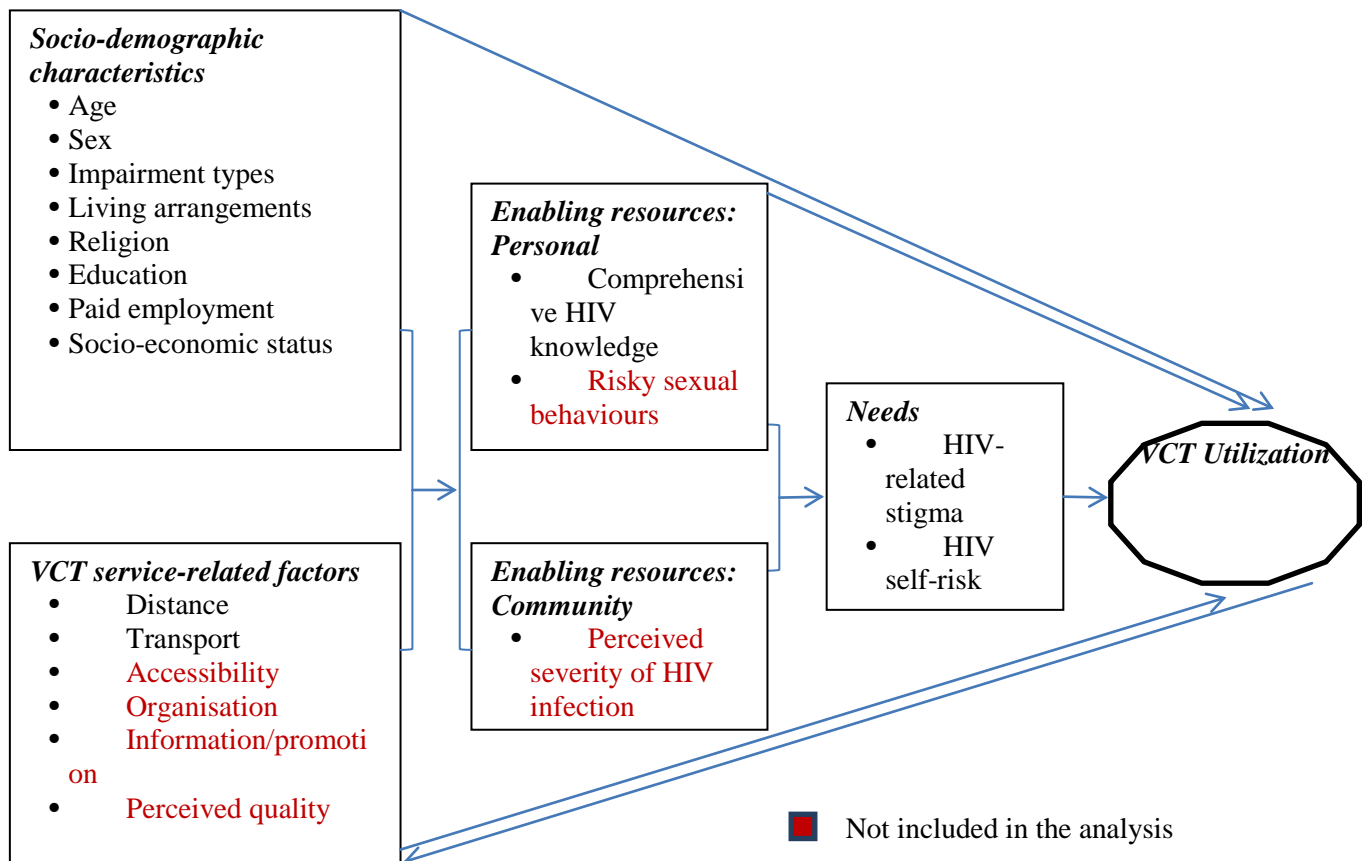 Socio-demographic
characteristics
• Age
• Sex
• Impairment types
• Living arrangements
• Religion
• Education
• Paid employment
• Socio-economic status
VCT service-related factors
• Distance
• Transport
• Accessibility
• Organisation
• Information/promoti
on
• Perceived quality
Enabling resources:
Personal
• Comprehensi
ve HIV
knowledge
• Risky sexual
behaviours
Enabling resources:
Community
• Perceived
severity of HIV
infection
Needs
• HIV-
related
stigma
• HIV
self-risk
VCT Utilization
Not included in the analysis